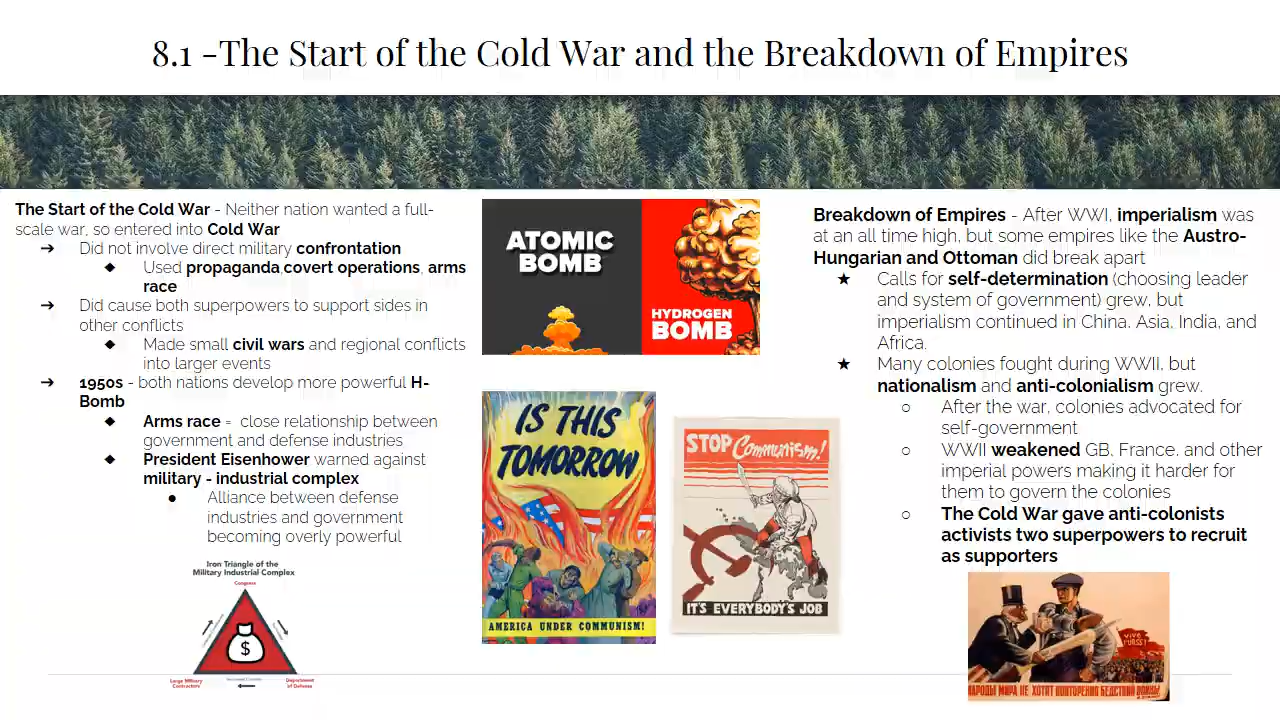 8.1 -The Start of the Cold War and the Breakdown of Empires
The Start of the Cold War - Neither nation wanted a full-
scale war, so entered into Cold War
➔ Did not involve direct military confrontation
◆ Used propaganda,covert operations, arms
race
➔ Did cause both superpowers to support sides in
other conflicts
◆ Made small civil wars and regional conflicts
into larger events
➔ 1950s - both nations develop more powerful H-
Bomb
◆ Arms race = close relationship between
government and defense industries
◆ President Eisenhower warned against
military - industrial complex
● Alliance between defense
industries and government
becoming overly powerful
Iron Triangle of the
Military Industrial Complex
Congress
$
Large Military
Contractors
Department
of Defense
ATOMIC
BOMB
HYDROGEN
BOMB
IS THIS
TOMORROW
AMERICA UNDER COMMUNISM!
STOP Communism!
IT'S EVERYBODY'S JOB
Breakdown of Empires - After WWI, imperialism was
at an all time high, but some empires like the Austro-
Hungarian and Ottoman did break apart
★ Calls for self-determination (choosing leader
and system of government) grew, but
imperialism continued in China, Asia, India, and
Africa.
★ Many colonies fought during WWII, but
nationalism and anti-colonialism grew.
○ After the war, colonies advocated for
self-government
○ WWII weakened GB, France, and other
imperial powers making it harder for
them to govern the colonies
○ The Cold War gave anti-colonists
activists two superpowers to recruit
as supporters
НАРОДЫ МИРА НЕ ХОТЯТ ПОВТОРЕНИЯ БЕДСТВИЙ ВОЙНЫ